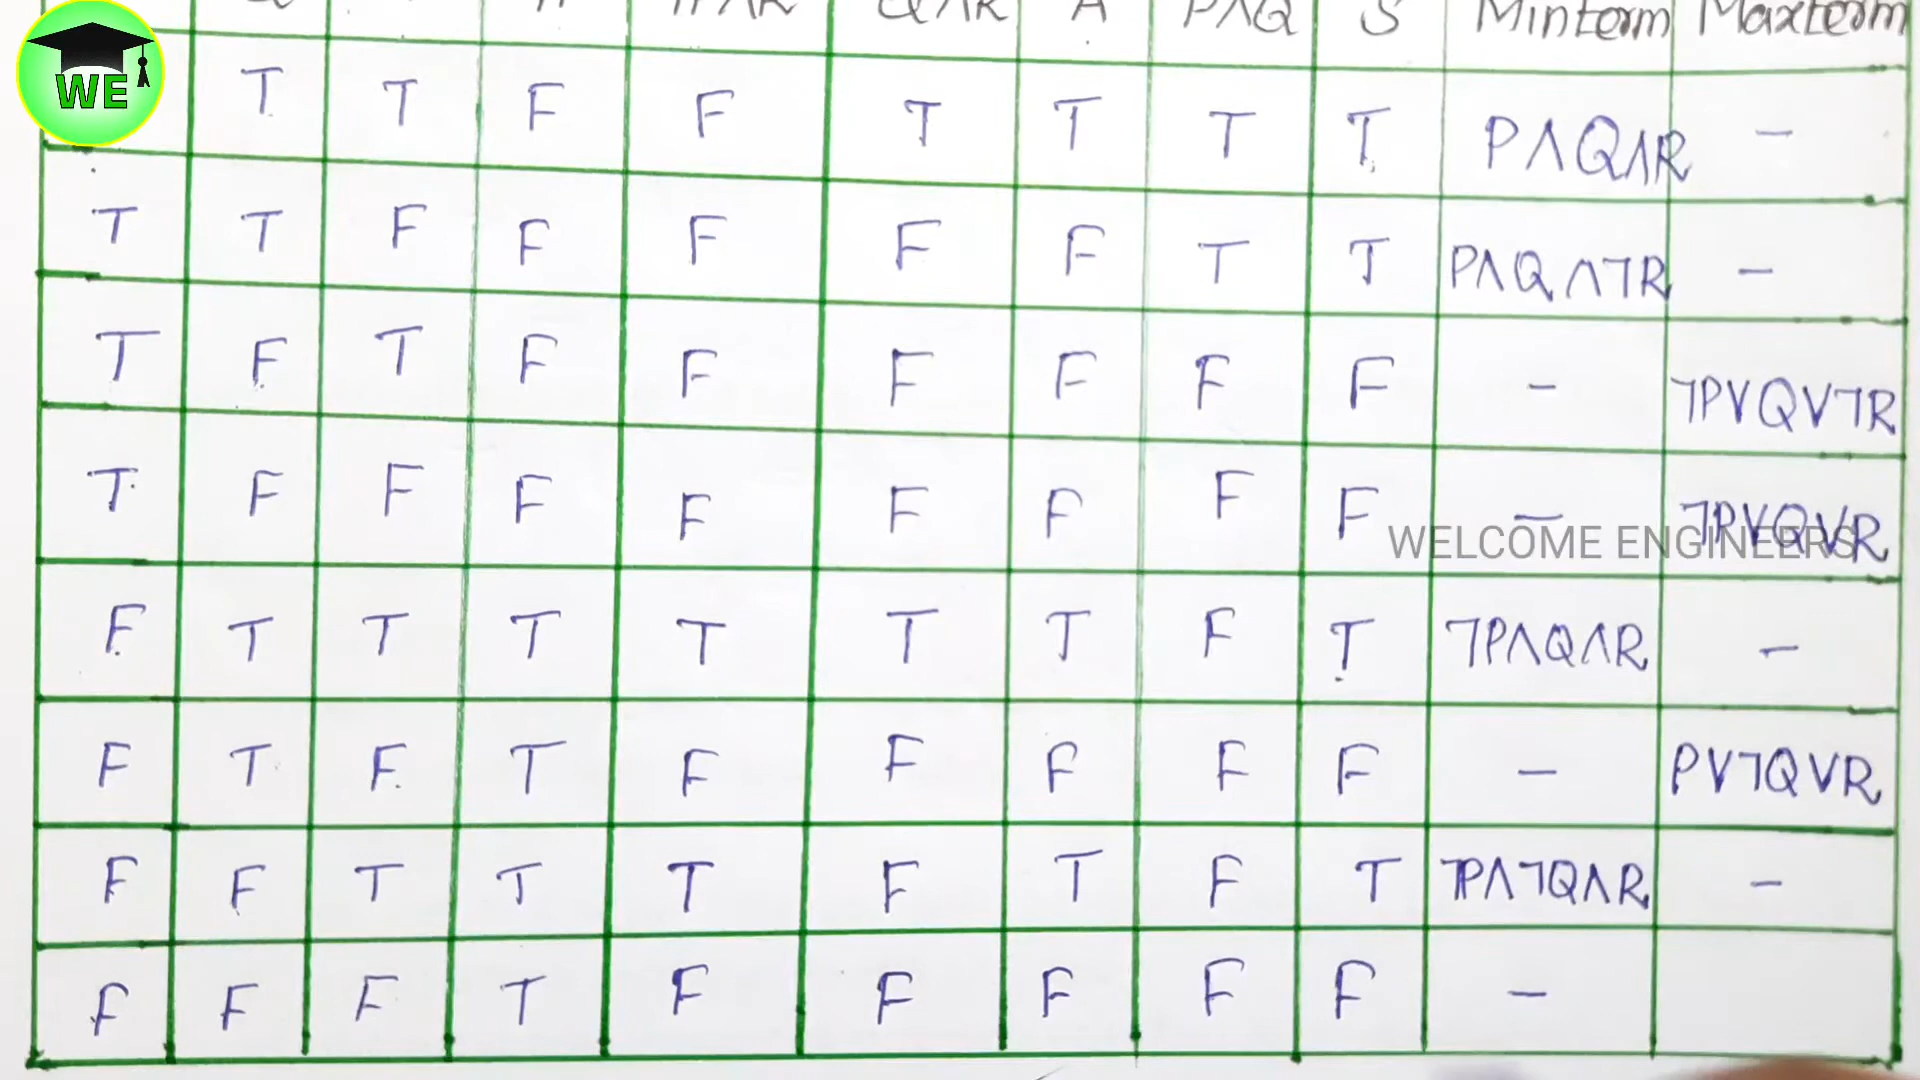 WE
Q∧R A P∧Q S Minterm Maxterm
T T F F T T T T P∧Q∧R -
T T F F F F F T T P∧Q∧¬R -
T F T F F F F F F - ¬P∨Q∨¬R
T F F F F F F F F - ¬P∨Q∨R
WELCOME ENGINEERS
F T T T T T T F T ¬P∧Q∧R -
F T F T F F F F F - P∨¬Q∨R
F F T T T F T F T ¬P∧¬Q∧R -
F F F T F F F F F -